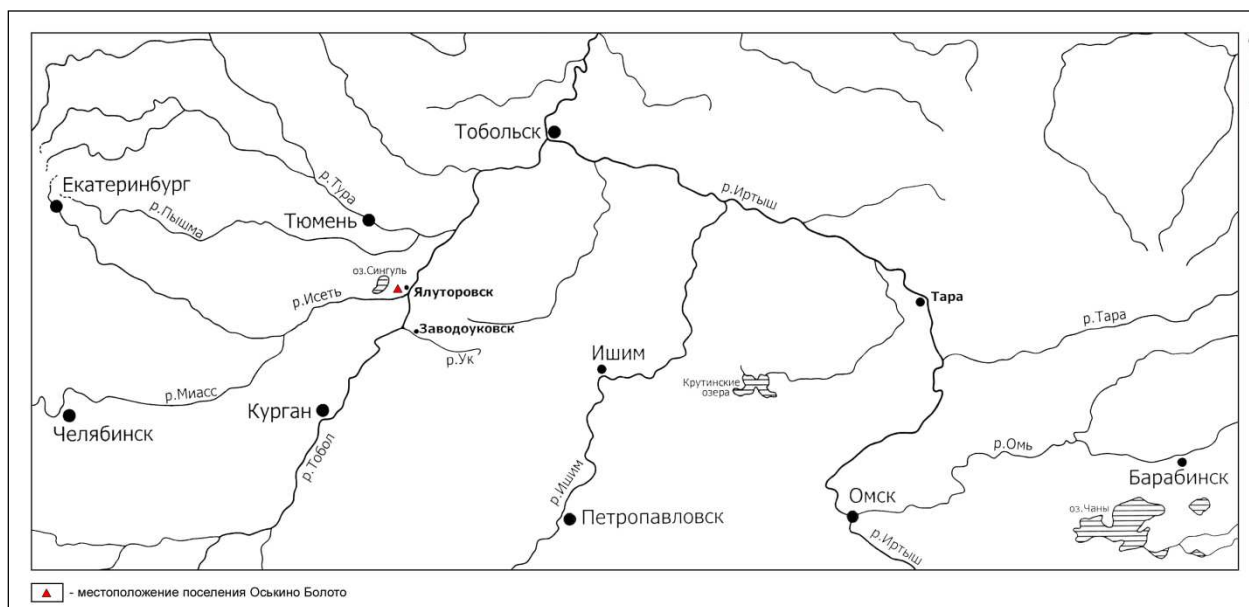 Тобольск
Екатеринбург
р.Тура
р.Иртыш
р.Пышма
Тюмень
оз.Сингуль
Ялуторовск
р.Исеть
Тара
Заводоуковск
р.Тара
р.Ук
Ишим
Крутинские
озера
р.Миасс
Курган
Челябинск
р.Тобол
р.Омь
Барабинск
р.Ишим
Омск
Петропавловск
оз.Чаны
р.Иртыш
- местоположение поселения Оськино Болото